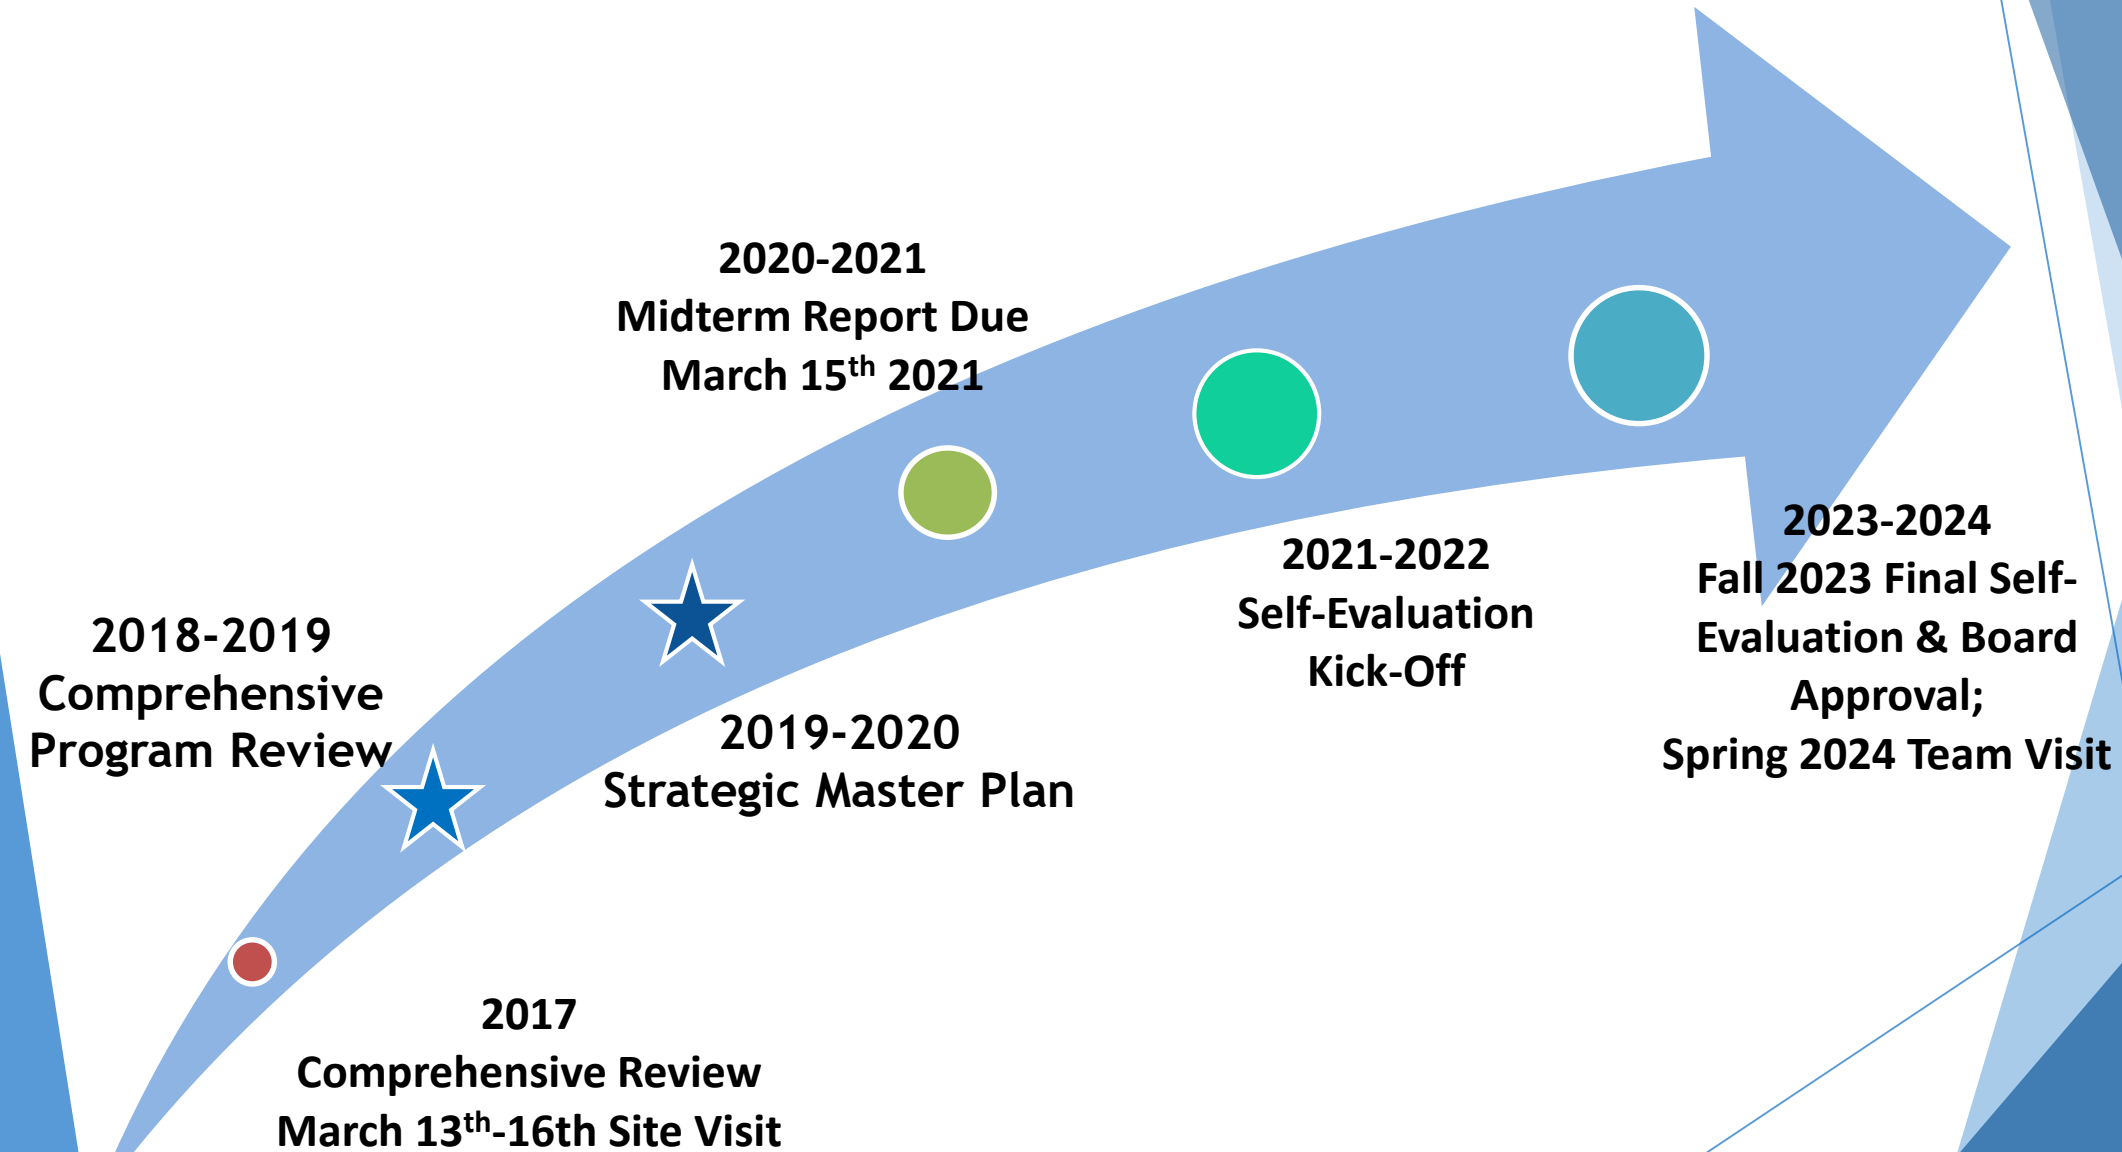 2020-2021
Midterm Report Due
March 15th 2021
2018-2019
Comprehensive
Program Review
2019-2020
Strategic Master Plan
2017
Comprehensive Review
March 13th-16th Site Visit
2021-2022
Self-Evaluation
Kick-Off
2023-2024
Fall 2023 Final Self-
Evaluation & Board
Approval;
Spring 2024 Team Visit